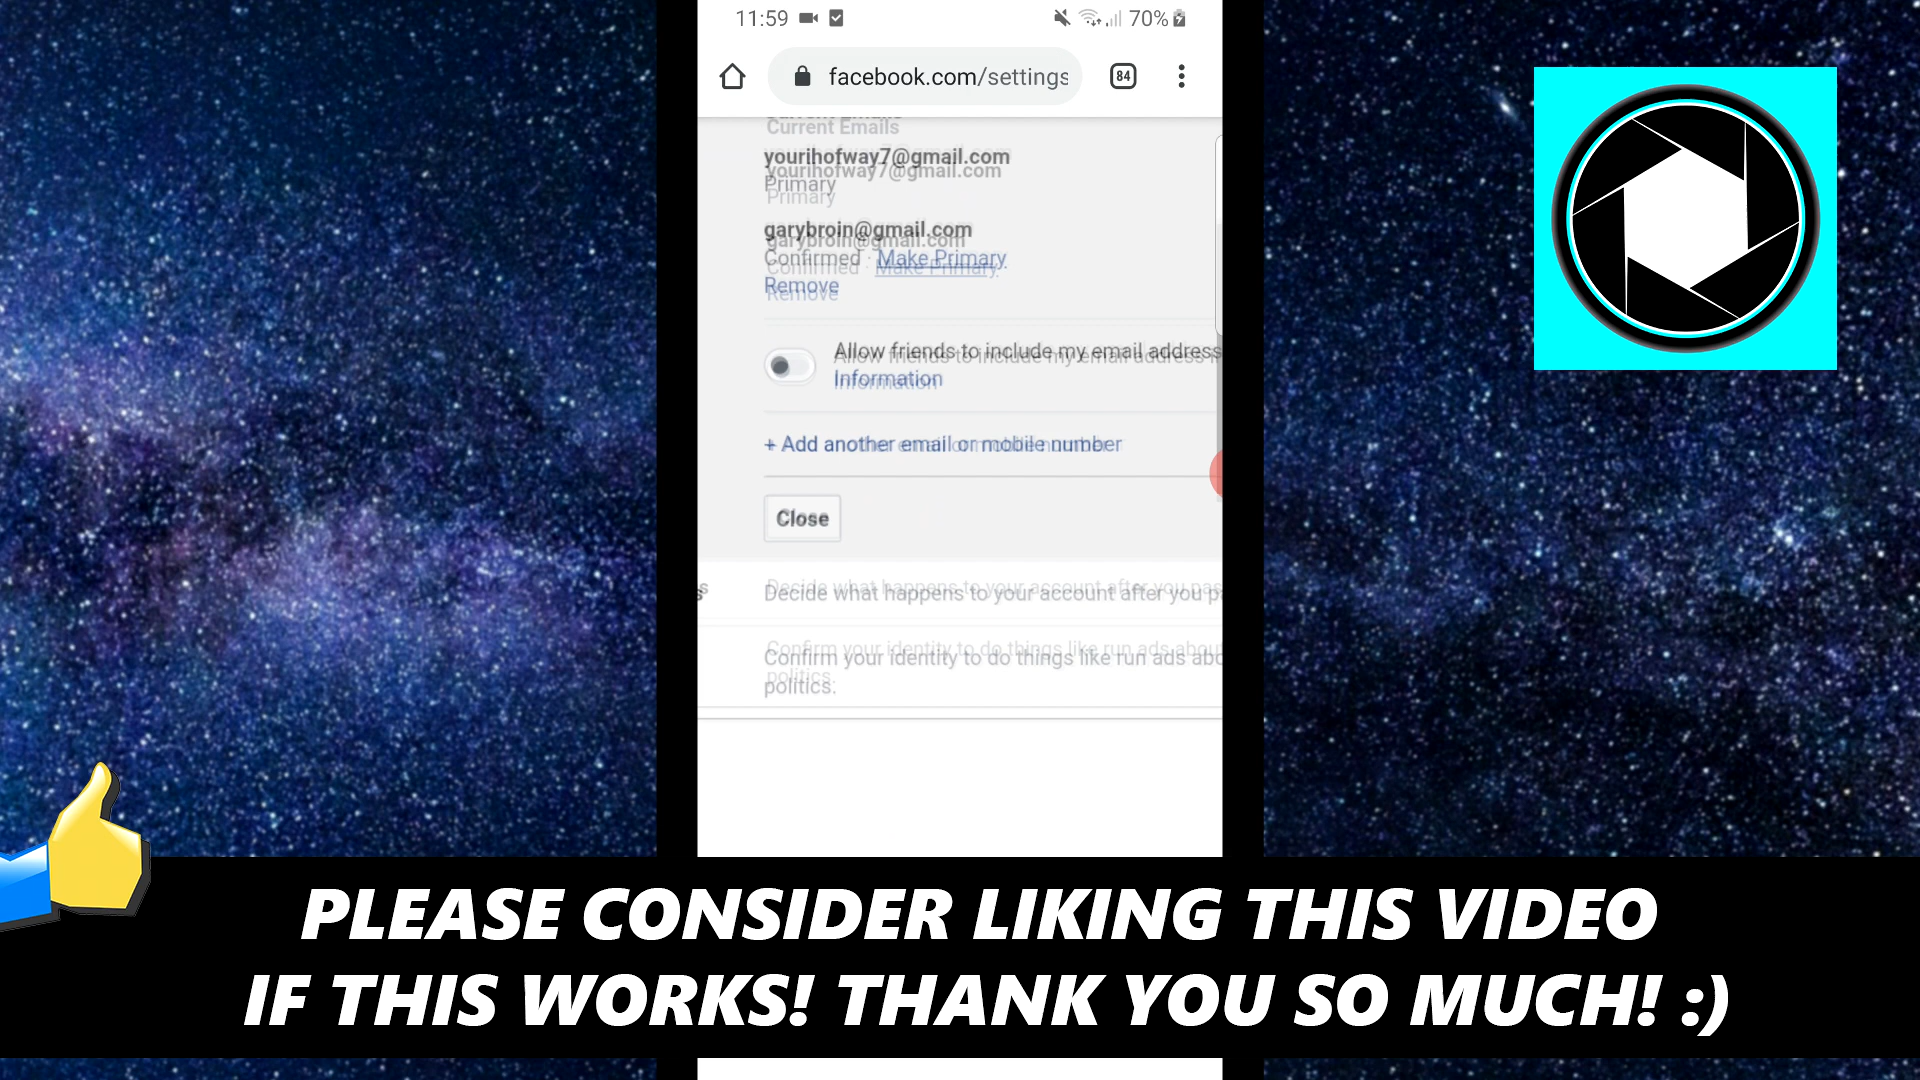 11:59
70%
facebook.com/settings
84
Current Emails
yourihofway7@gmail.com
Primary
garybroin@gmail.com
Confirmed · Make Primary
Remove
Allow friends to include my email address
Information
+ Add another email or mobile number
Close
s Decide what happens to your account after you pas
Confirm your identity to do things like run ads abou
politics.
PLEASE CONSIDER LIKING THIS VIDEO
IF THIS WORKS! THANK YOU SO MUCH! :)